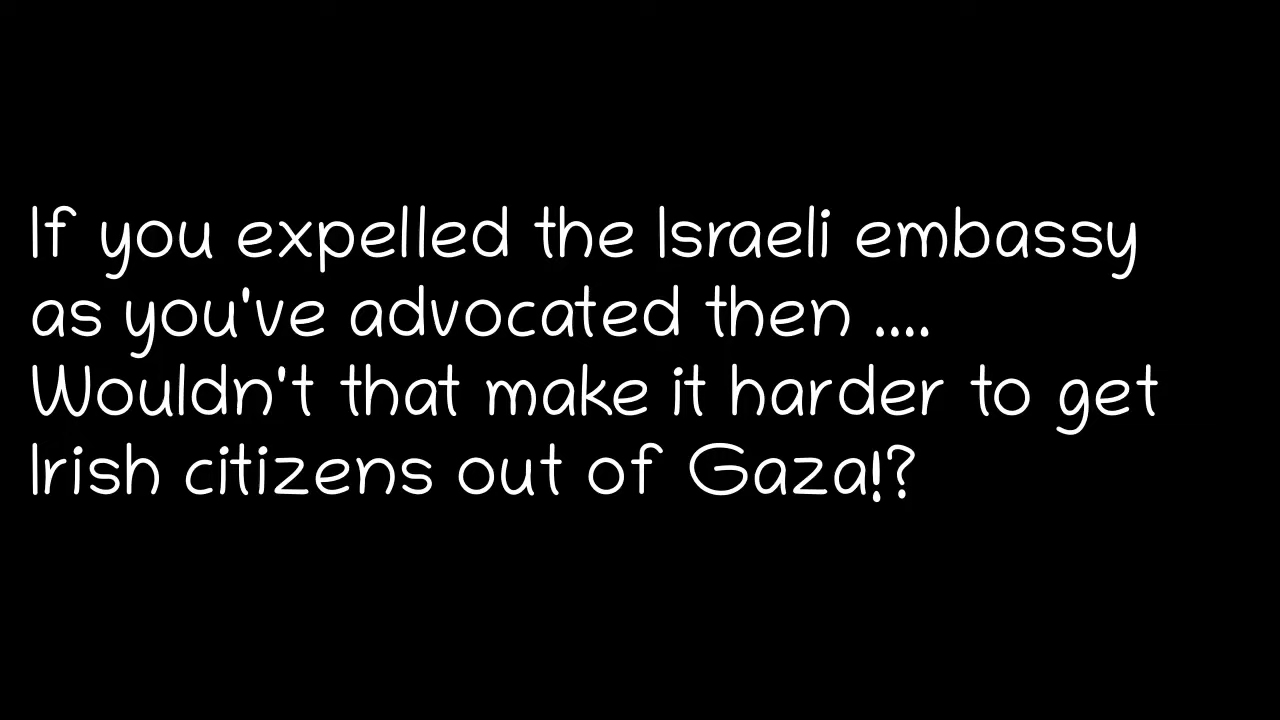 If you expelled the Israeli embassy
as you've advocated then ....
Wouldn't that make it harder to get
Irish citizens out of Gaza!?